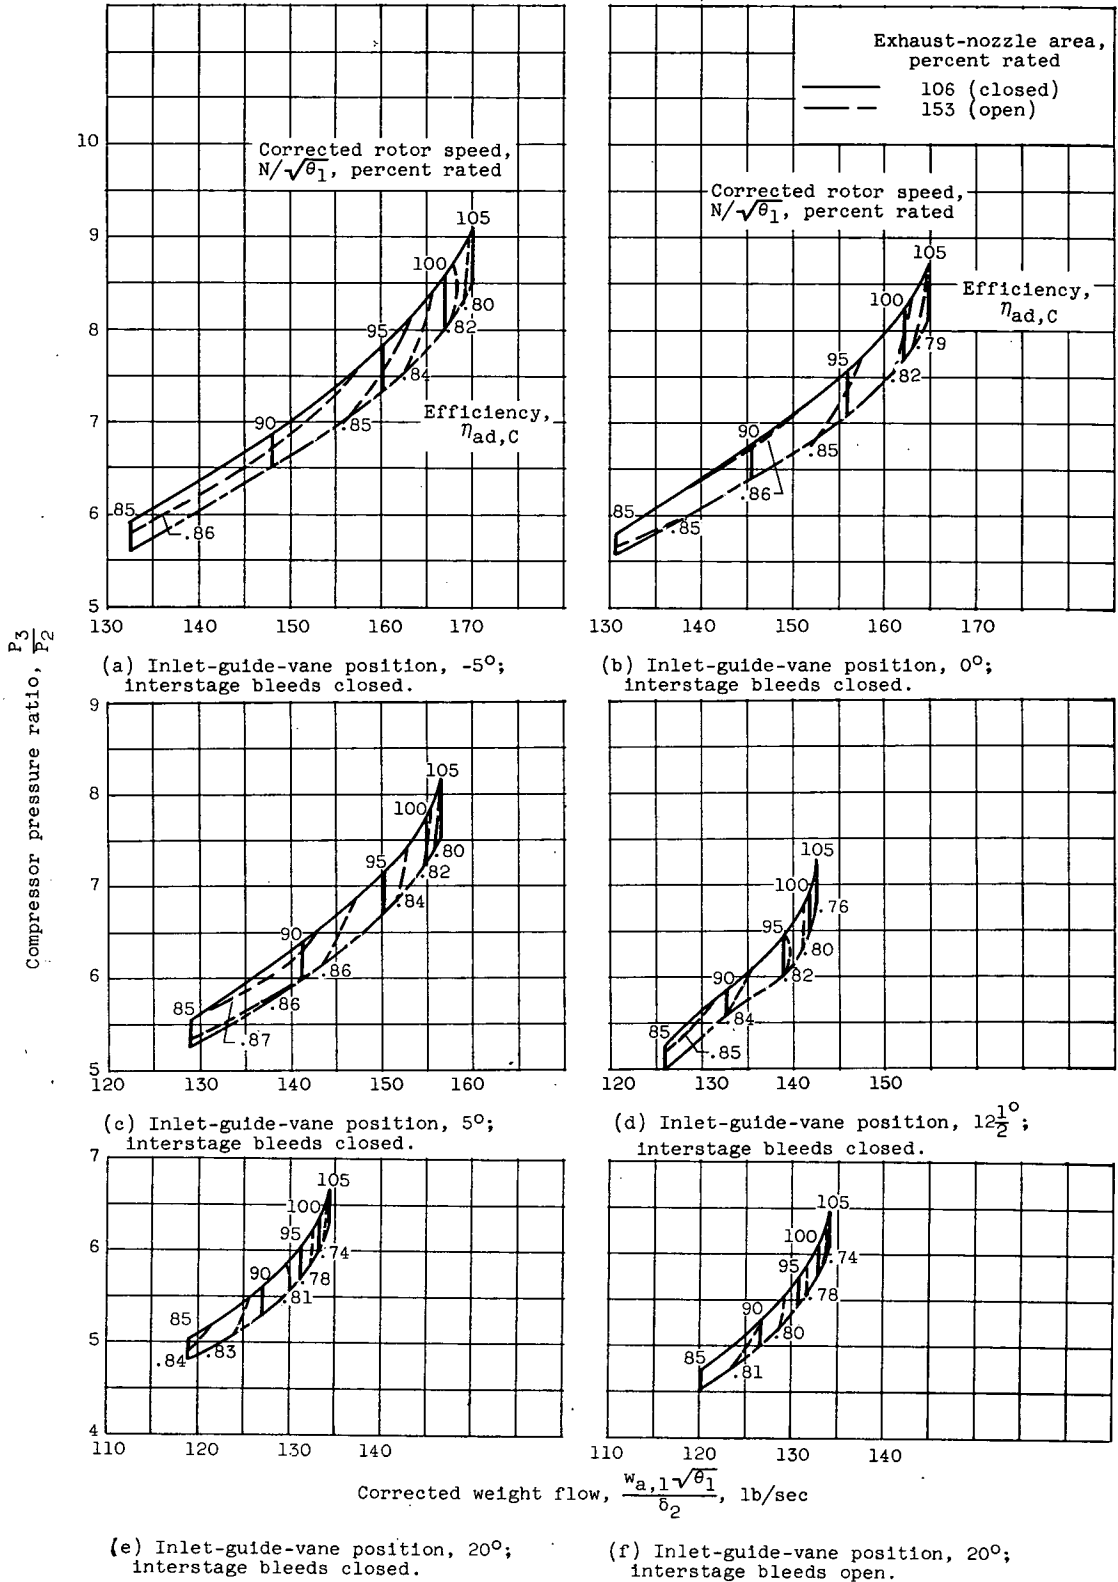 Exhaust-nozzle area,
percent rated
106 (closed)
153 (open)
10
9
8
7
6
5
Corrected rotor speed,
N/√θ1, percent rated
105
100
95
90
85
.80
.82
.84
.85
.86
Efficiency,
ηad,C
130 140 150 160 170
(a) Inlet-guide-vane position, -5°;
interstage bleeds closed.
Corrected rotor speed,
N/√θ1, percent rated
105
100
95
90
85
Efficiency,
ηad,C
.79
.82
.85
.86
.85
130 140 150 160 170
(b) Inlet-guide-vane position, 0°;
interstage bleeds closed.
Compressor pressure ratio, P3/P2
9
8
7
6
5
105
100
95
90
85
.80
.82
.84
.86
.86
.87
120 130 140 150 160
(c) Inlet-guide-vane position, 5°;
interstage bleeds closed.
105
100
95
90
85
.76
.80
.82
.84
.85
120 130 140 150
(d) Inlet-guide-vane position, 12 1/2°;
interstage bleeds closed.
7
6
5
4
105
100
95
90
85
.74
.78
.81
.83
.84
110 120 130 140
105
100
95
90
85
.74
.78
.80
.81
110 120 130 140
Corrected weight flow, wa,1√θ1/δ2, lb/sec
(e) Inlet-guide-vane position, 20°;
interstage bleeds closed.
(f) Inlet-guide-vane position, 20°;
interstage bleeds open.